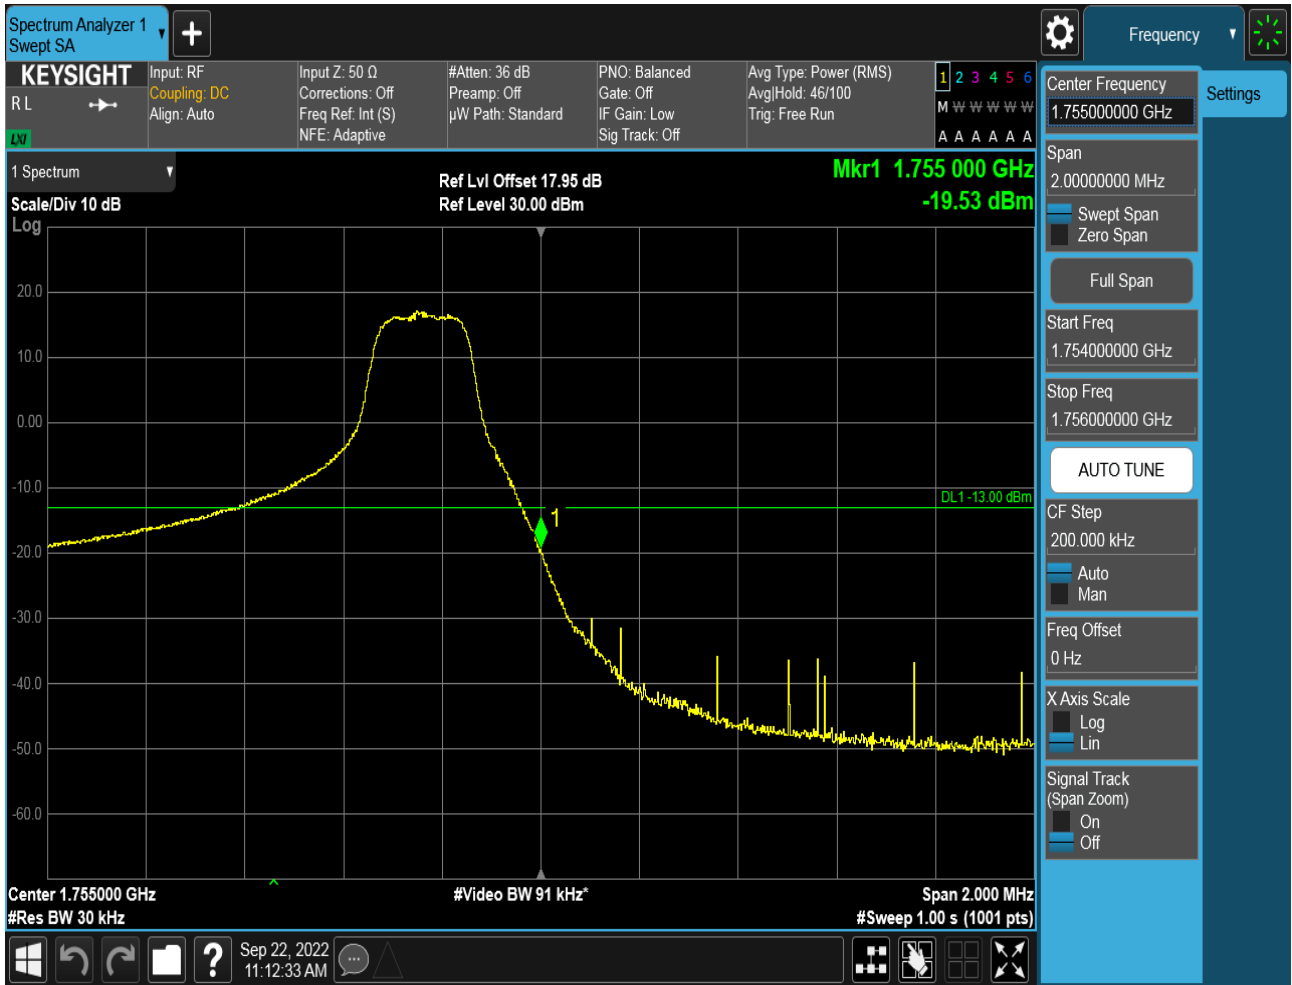 Spectrum Analyzer 1
Swept SA
Frequency
KEYSIGHT
R L
LXI
Input: RF
Coupling: DC
Align: Auto
Input Z: 50 Ω
Corrections: Off
Freq Ref: Int (S)
NFE: Adaptive
#Atten: 36 dB
Preamp: Off
µW Path: Standard
PNO: Balanced
Gate: Off
IF Gain: Low
Sig Track: Off
Avg Type: Power (RMS)
Avg|Hold: 46/100
Trig: Free Run
1 2 3 4 5 6
M W W W W W
A A A A A A
1 Spectrum
Scale/Div 10 dB
Log
Ref Lvl Offset 17.95 dB
Ref Level 30.00 dBm
Mkr1 1.755 000 GHz
-19.53 dBm
20.0
10.0
0.00
-10.0
-20.0
-30.0
-40.0
-50.0
-60.0
DL1 -13.00 dBm
1
Center 1.755000 GHz
#Res BW 30 kHz
#Video BW 91 kHz*
Span 2.000 MHz
#Sweep 1.00 s (1001 pts)
Center Frequency
1.755000000 GHz
Settings
Span
2.00000000 MHz
Swept Span
Zero Span
Full Span
Start Freq
1.754000000 GHz
Stop Freq
1.756000000 GHz
AUTO TUNE
CF Step
200.000 kHz
Auto
Man
Freq Offset
0 Hz
X Axis Scale
Log
Lin
Signal Track
(Span Zoom)
On
Off
?
Sep 22, 2022
11:12:33 AM